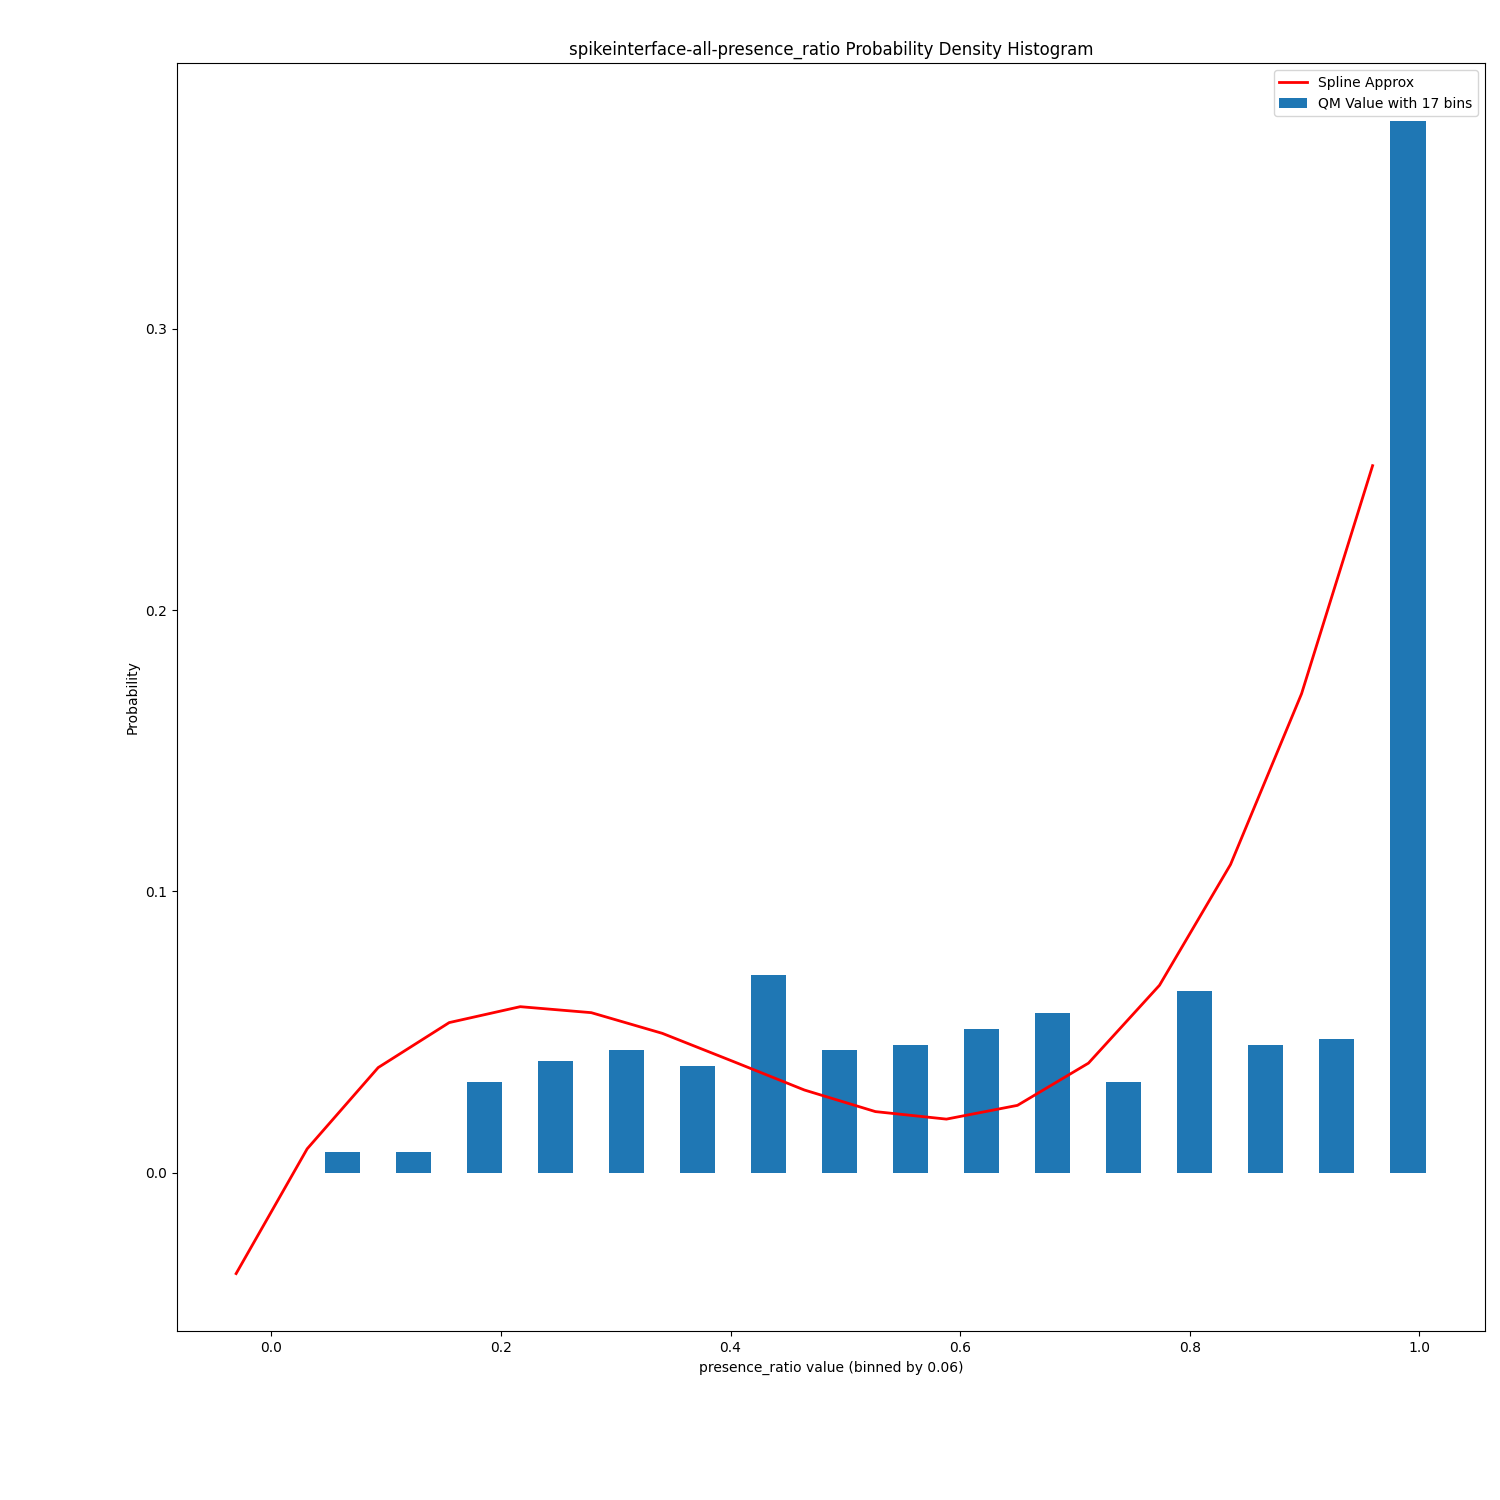 spikeinterface-all-presence_ratio Probability Density Histogram
Spline Approx
QM Value with 17 bins
0.3
0.2
0.1
0.0
Probability
0.0 0.2 0.4 0.6 0.8 1.0
presence_ratio value (binned by 0.06)